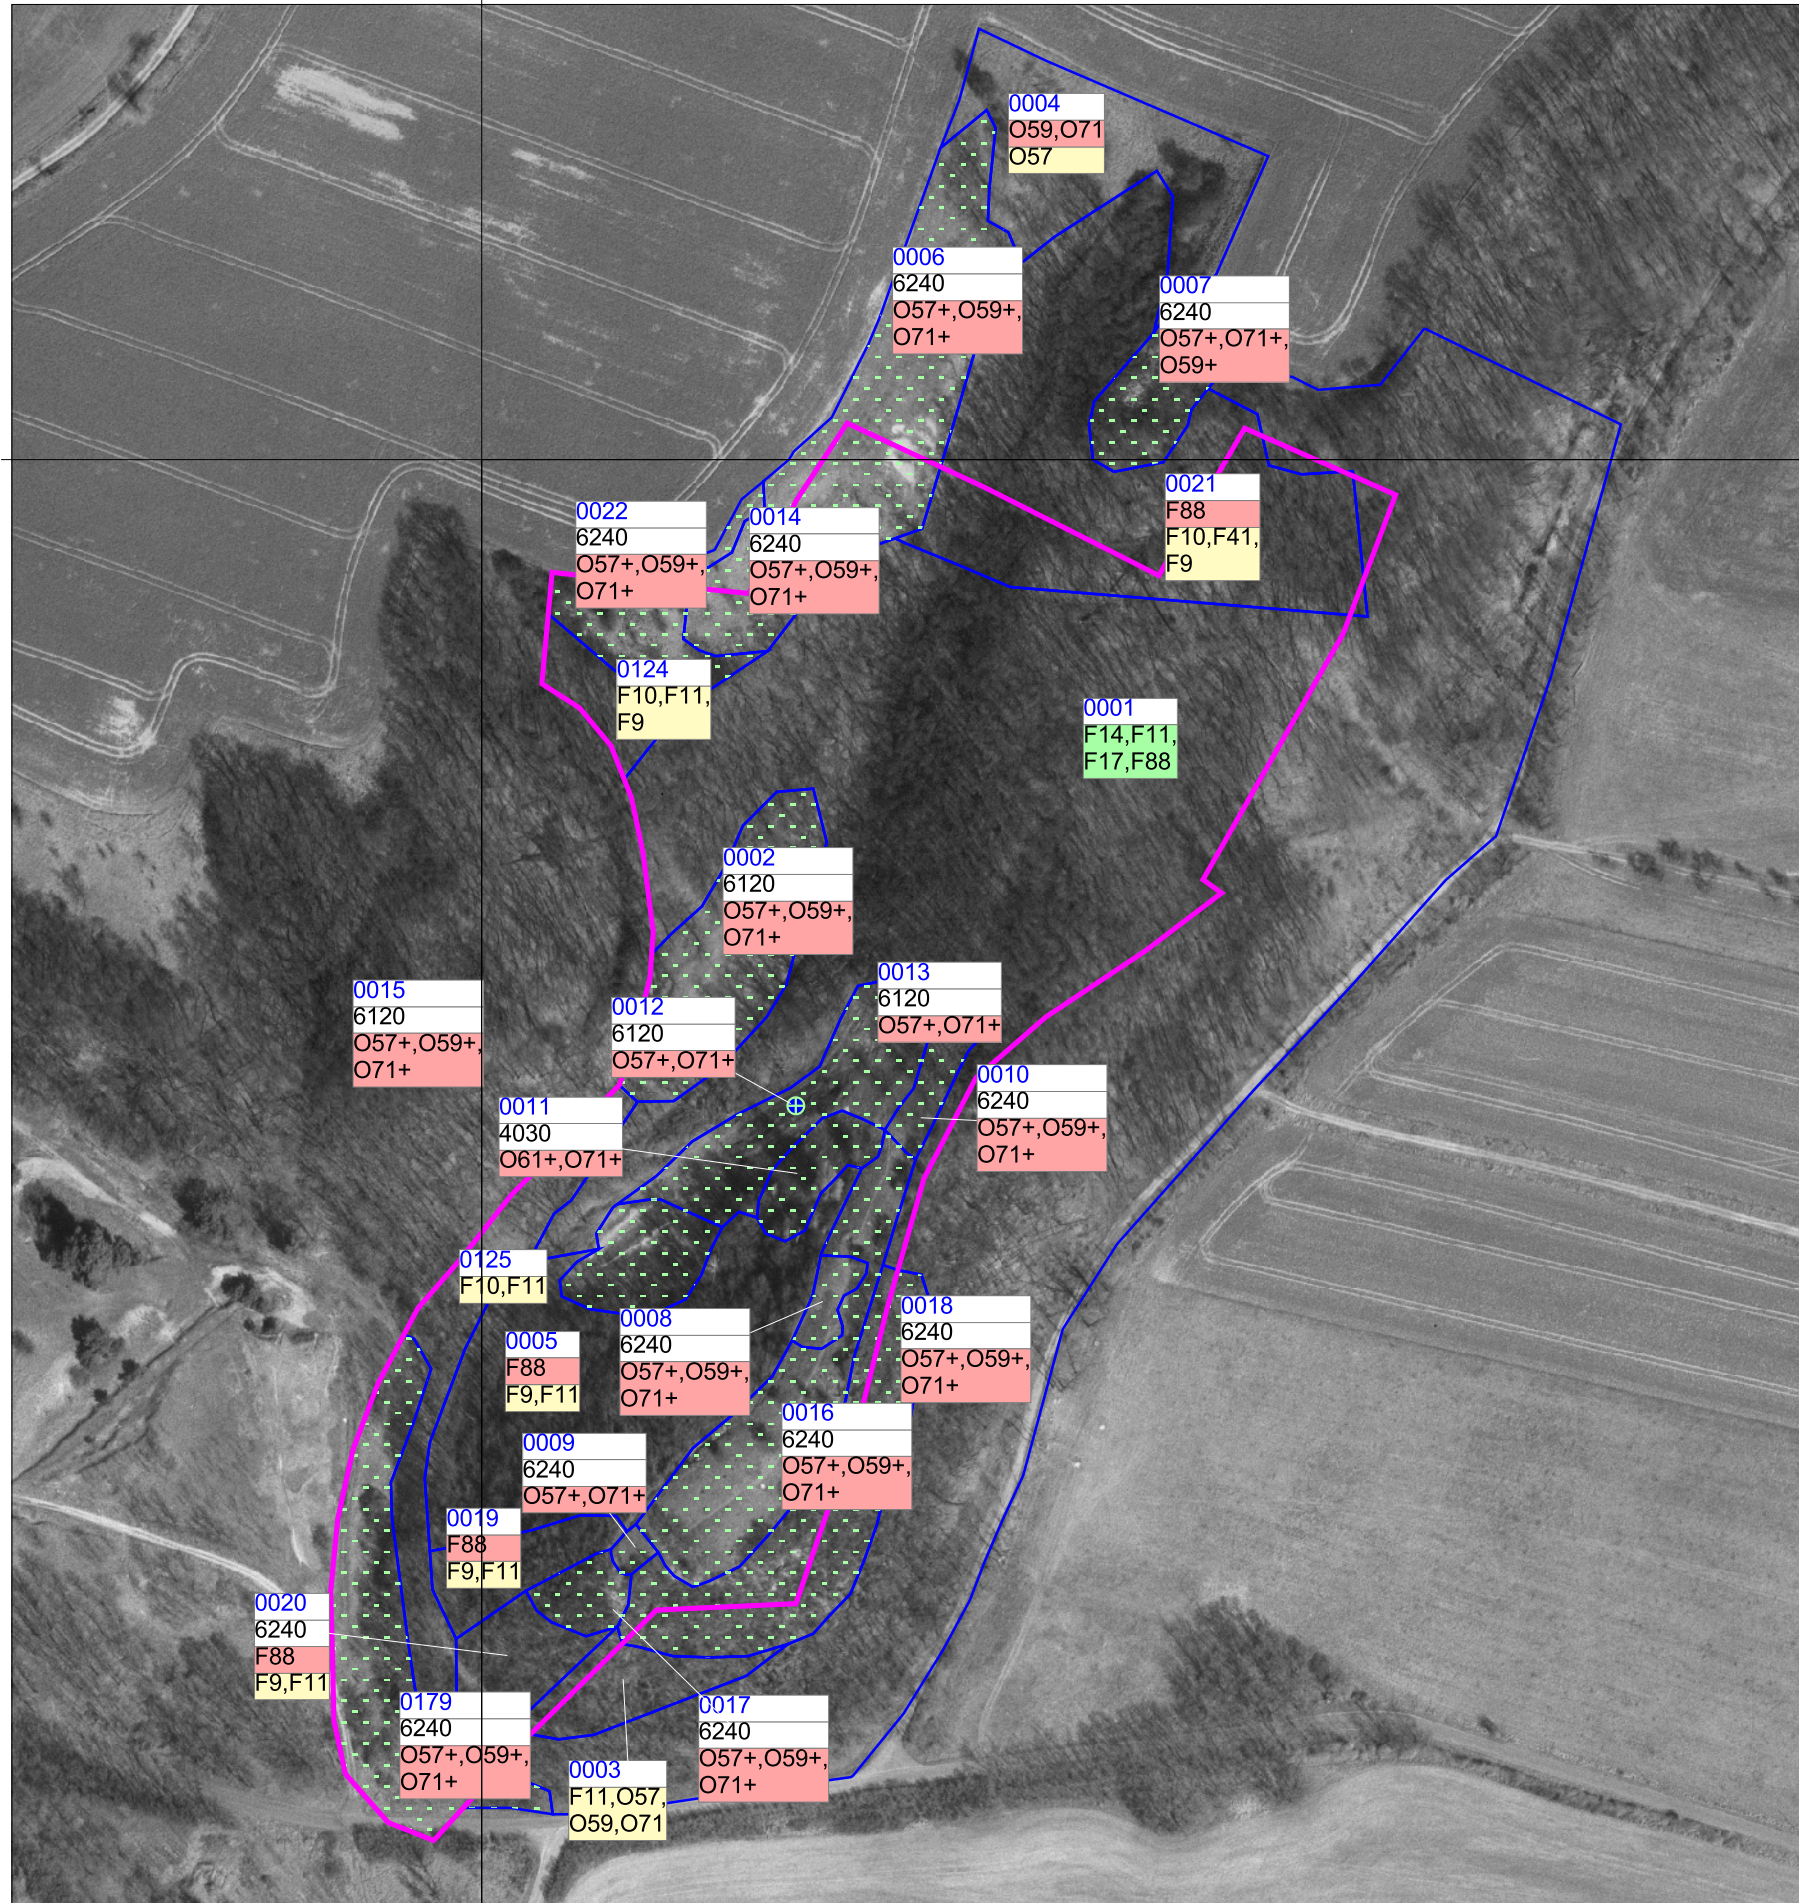 0004
O59,O71
O57
0006
6240
O57+,O59+,
O71+
0007
6240
O57+,O71+,
O59+
0021
F88
F10,F41,
F9
0022
6240
O57+,O59+,
O71+
0014
6240
O57+,O59+,
O71+
0124
F10,F11,
F9
0001
F14,F11,
F17,F88
0002
6120
O57+,O59+,
O71+
0013
6120
O57+,O71+
0015
6120
O57+,O59+,
O71+
0012
6120
O57+,O71+
0010
6240
O57+,O59+,
O71+
0011
4030
O61+,O71+
0125
F10,F11
0018
6240
O57+,O59+,
O71+
0008
6240
O57+,O59+,
O71+
0005
F88
F9,F11
0016
6240
O57+,O59+,
O71+
0009
6240
O57+,O71+
0019
F88
F9,F11
0020
6240
F88
F9,F11
0179
6240
O57+,O59+,
O71+
0017
6240
O57+,O59+,
O71+
0003
F11,O57,
O59,O71